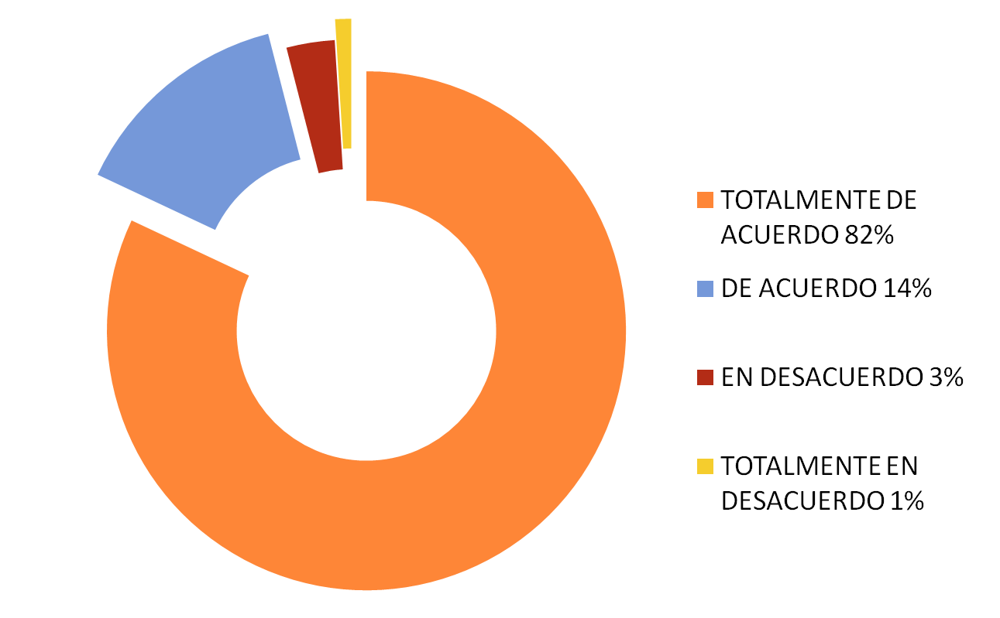 TOTALMENTE DE
ACUERDO 82%
DE ACUERDO 14%
EN DESACUERDO 3%
TOTALMENTE EN
DESACUERDO 1%